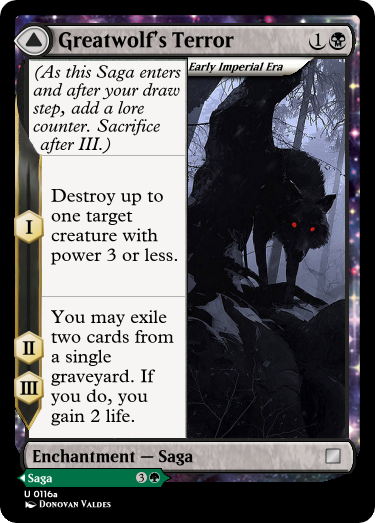 Greatwolf's Terror 1
Early Imperial Era
(As this Saga enters
and after your draw
step, add a lore
counter. Sacrifice
after III.)
I
Destroy up to
one target
creature with
power 3 or less.
II
III
You may exile
two cards from
a single
graveyard. If
you do, you
gain 2 life.
Enchantment — Saga
Saga 3
U 0116a
Donovan Valdes